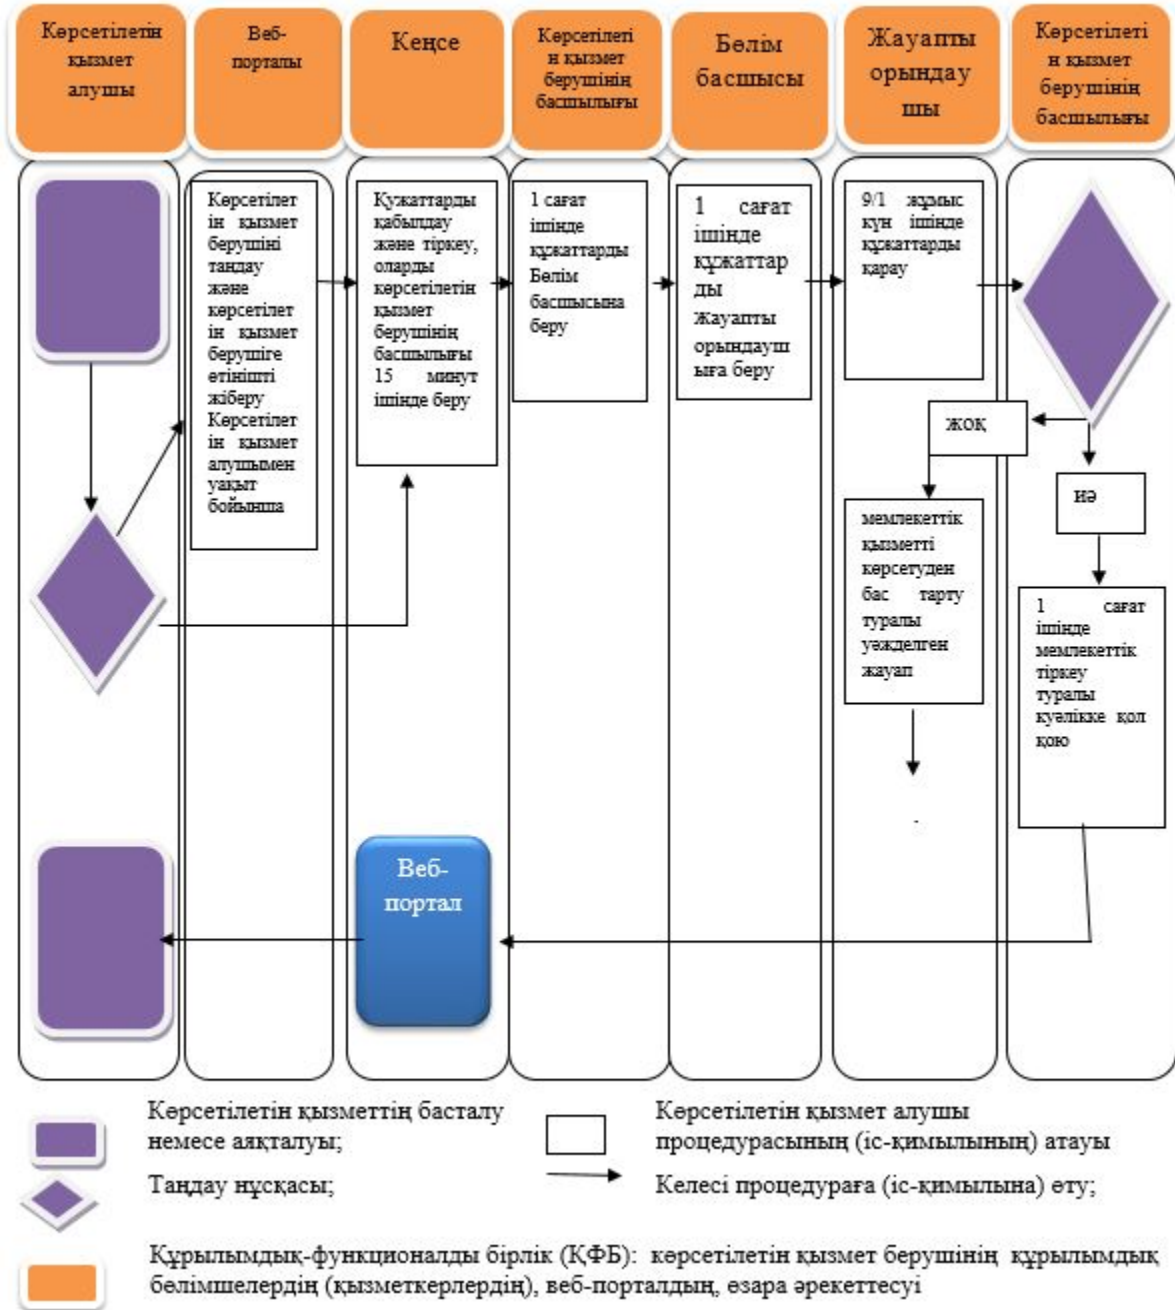 Көрсетілетін
қызмет
алушы
Веб-
порталы
Кеңсе
Көрсетілеті
н қызмет
берушінің
басшылығы
Бөлім
басшысы
Жауапты
орындау
шы
Көрсетілеті
н қызмет
берушінің
басшылығы
Көрсетілет
ін қызмет
берушіні
таңдау
және
көрсетілет
ін қызмет
берушіге
өтінішті
жіберу
Көрсетілет
ін қызмет
алушымен
уақыт
бойынша
Құжаттарды
қабылдау
және тіркеу,
оларды
көрсетілетін
қызмет
берушінің
басшылығы
15 минут
ішінде беру
1 сағат
ішінде
құжаттарды
Бөлім
басшысына
беру
1 сағат
ішінде
құжаттар
ды
Жауапты
орындауш
ыға беру
9/1 жұмыс
күн ішінде
құжаттарды
қарау
жоқ
иә
мемлекеттік
қызметті
көрсетуден
бас тарту
туралы
уәжделген
жауап
1 сағат
ішінде
мемлекеттік
тіркеу
туралы
куәлікке қол
қою
.
Веб-
портал
Көрсетілетін қызметтің басталу
немесе аяқталуы;
Көрсетілетін қызмет алушы
процедурасының (іс-қимылының) атауы
Таңдау нұсқасы;
Келесі процедураға (іс-қимылына) өту;
Құрылымдық-функционалды бірлік (ҚФБ): көрсетілетін қызмет берушінің құрылымдық
бөлімшелердің (қызметкерлердің), веб-порталдың, өзара әрекеттесуі